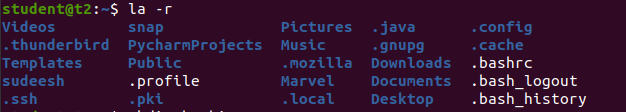 student@t2:~$ la -r
Videos snap Pictures .java .config
.thunderbird PycharmProjects Music .gnupg .cache
Templates Public .mozilla Downloads .bashrc
sudeesh .profile Marvel Documents .bash_logout
.ssh .pki .local Desktop .bash_history